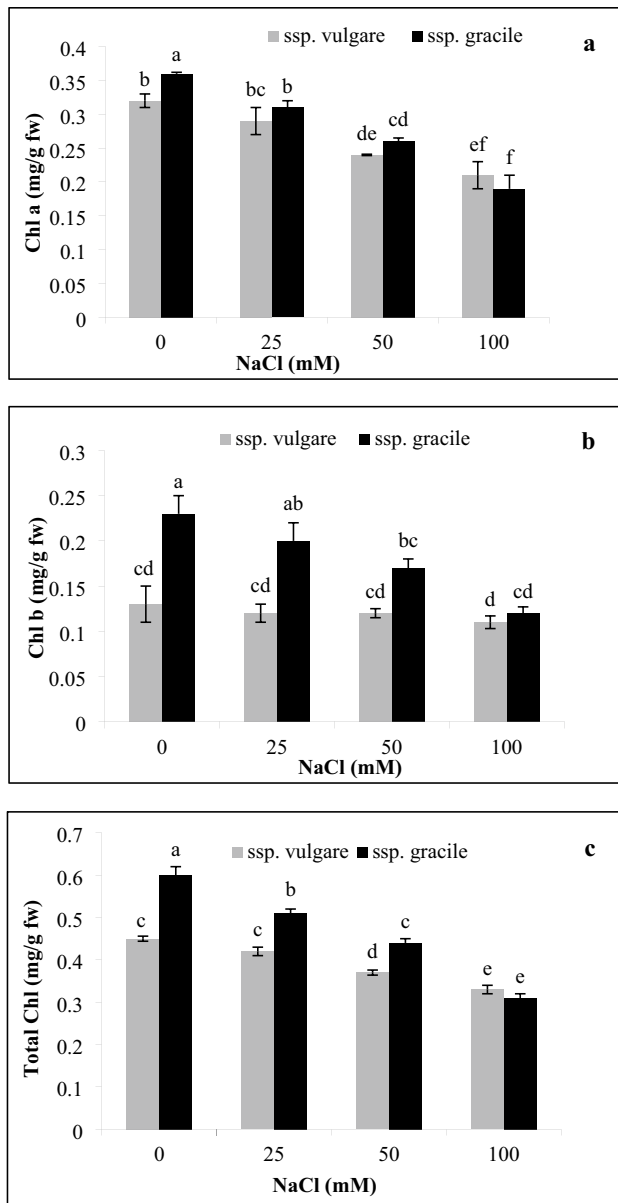 ssp. vulgare ssp. gracile a
0.4
0.35
0.3
0.25
0.2
0.15
0.1
0.05
0
Chl a (mg/g fw)
b a bc b de cd ef f
0 25 50 100
NaCl (mM)
ssp. vulgare ssp. gracile b
0.3
0.25
0.2
0.15
0.1
0.05
0
Chl b (mg/g fw)
cd a cd ab cd bc d cd
0 25 50 100
NaCl (mM)
ssp. vulgare ssp. gracile c
0.7
0.6
0.5
0.4
0.3
0.2
0.1
0
Total Chl (mg/g fw)
c a c b d c e e
0 25 50 100
NaCl (mM)